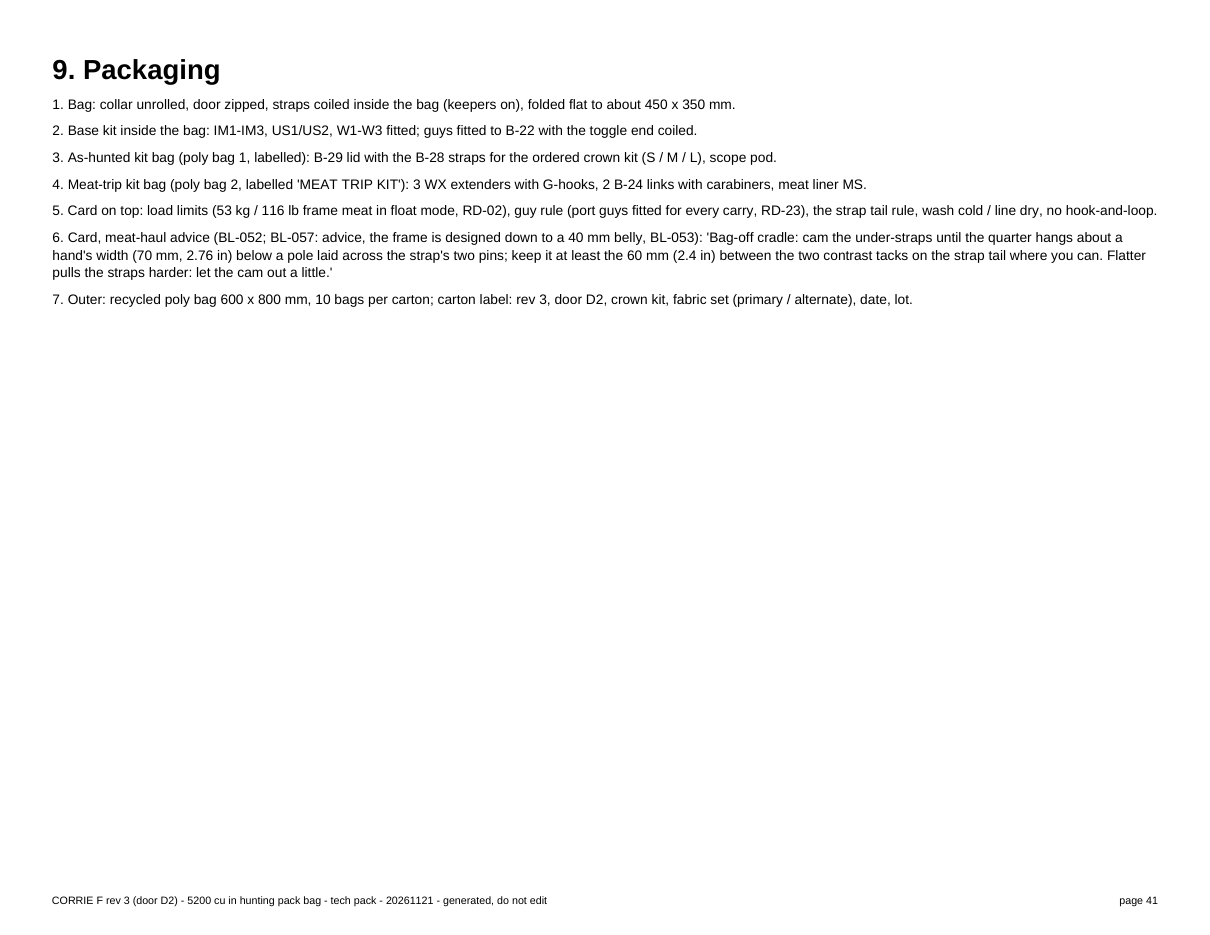 9. Packaging
1. Bag: collar unrolled, door zipped, straps coiled inside the bag (keepers on), folded flat to about 450 x 350 mm.
2. Base kit inside the bag: IM1-IM3, US1/US2, W1-W3 fitted; guys fitted to B-22 with the toggle end coiled.
3. As-hunted kit bag (poly bag 1, labelled): B-29 lid with the B-28 straps for the ordered crown kit (S / M / L), scope pod.
4. Meat-trip kit bag (poly bag 2, labelled 'MEAT TRIP KIT'): 3 WX extenders with G-hooks, 2 B-24 links with carabiners, meat liner MS.
5. Card on top: load limits (53 kg / 116 lb frame meat in float mode, RD-02), guy rule (port guys fitted for every carry, RD-23), the strap tail rule, wash cold / line dry, no hook-and-loop.
6. Card, meat-haul advice (BL-052; BL-057: advice, the frame is designed down to a 40 mm belly, BL-053): 'Bag-off cradle: cam the under-straps until the quarter hangs about a
hand's width (70 mm, 2.76 in) below a pole laid across the strap's two pins; keep it at least the 60 mm (2.4 in) between the two contrast tacks on the strap tail where you can. Flatter
pulls the straps harder: let the cam out a little.'
7. Outer: recycled poly bag 600 x 800 mm, 10 bags per carton; carton label: rev 3, door D2, crown kit, fabric set (primary / alternate), date, lot.
CORRIE F rev 3 (door D2) - 5200 cu in hunting pack bag - tech pack - 20261121 - generated, do not edit
page 41